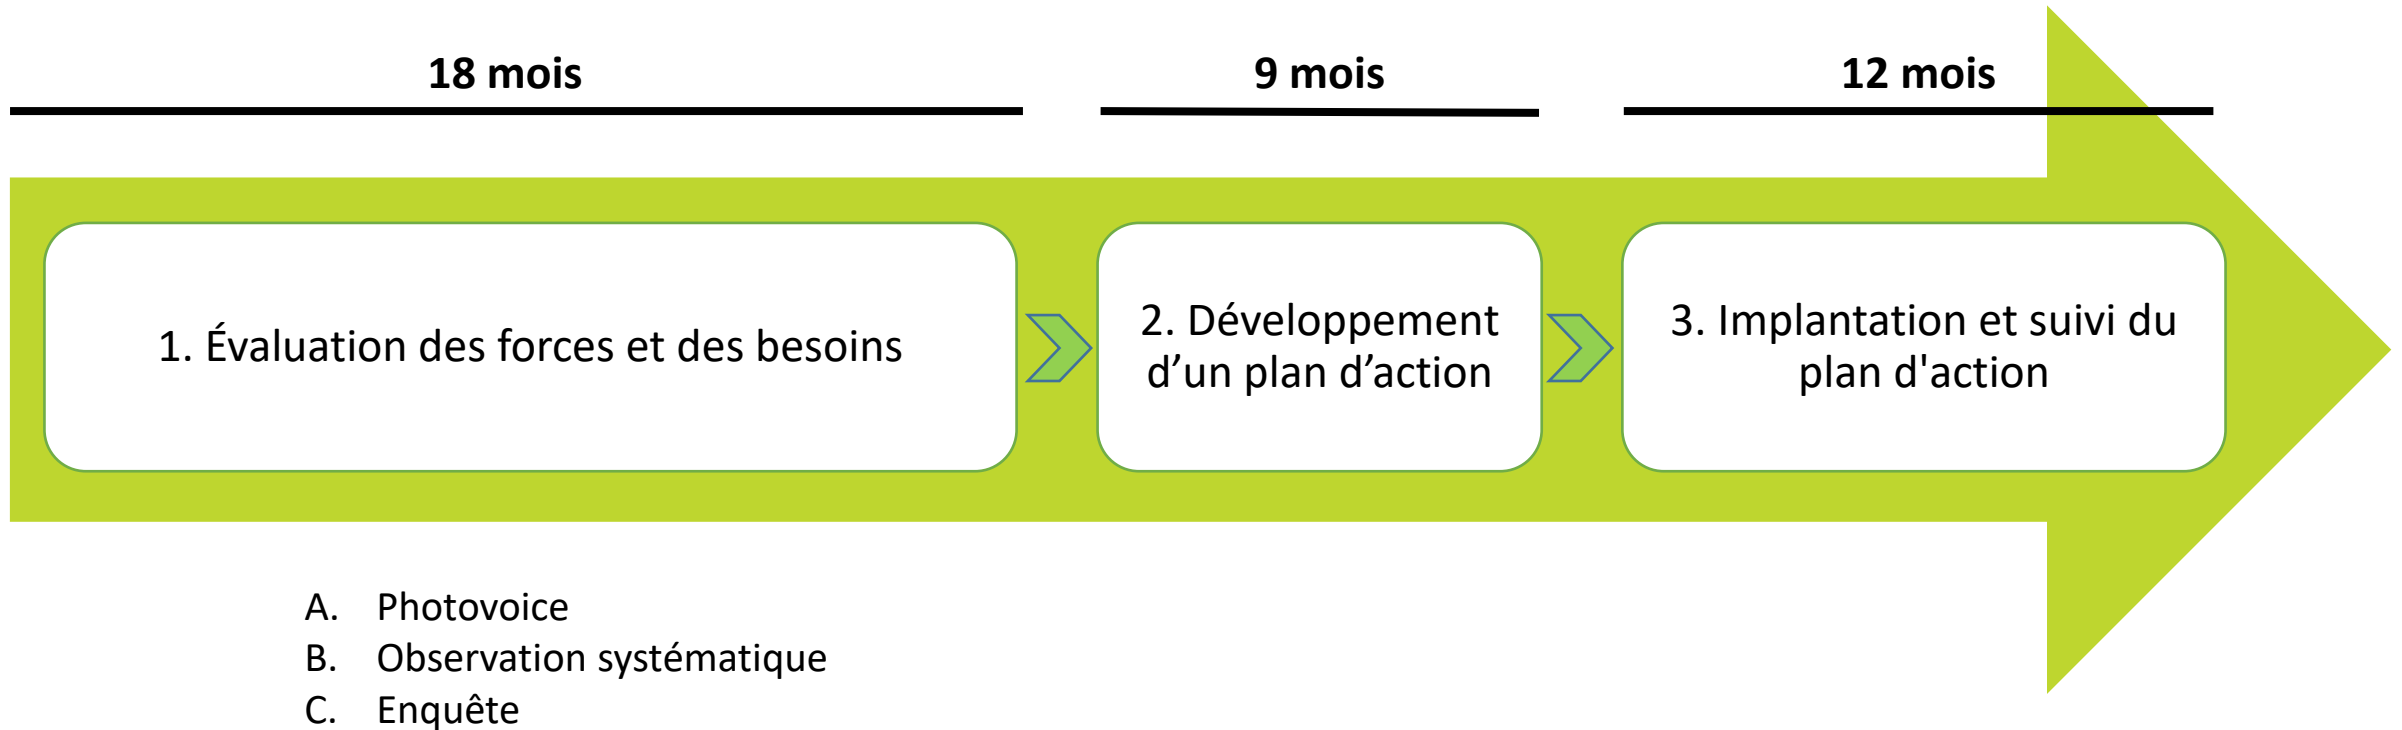 18 mois
9 mois
12 mois
1. Évaluation des forces et des besoins
2. Développement
d’un plan d’action
3. Implantation et suivi du
plan d'action
A. Photovoice
B. Observation systématique
C. Enquête